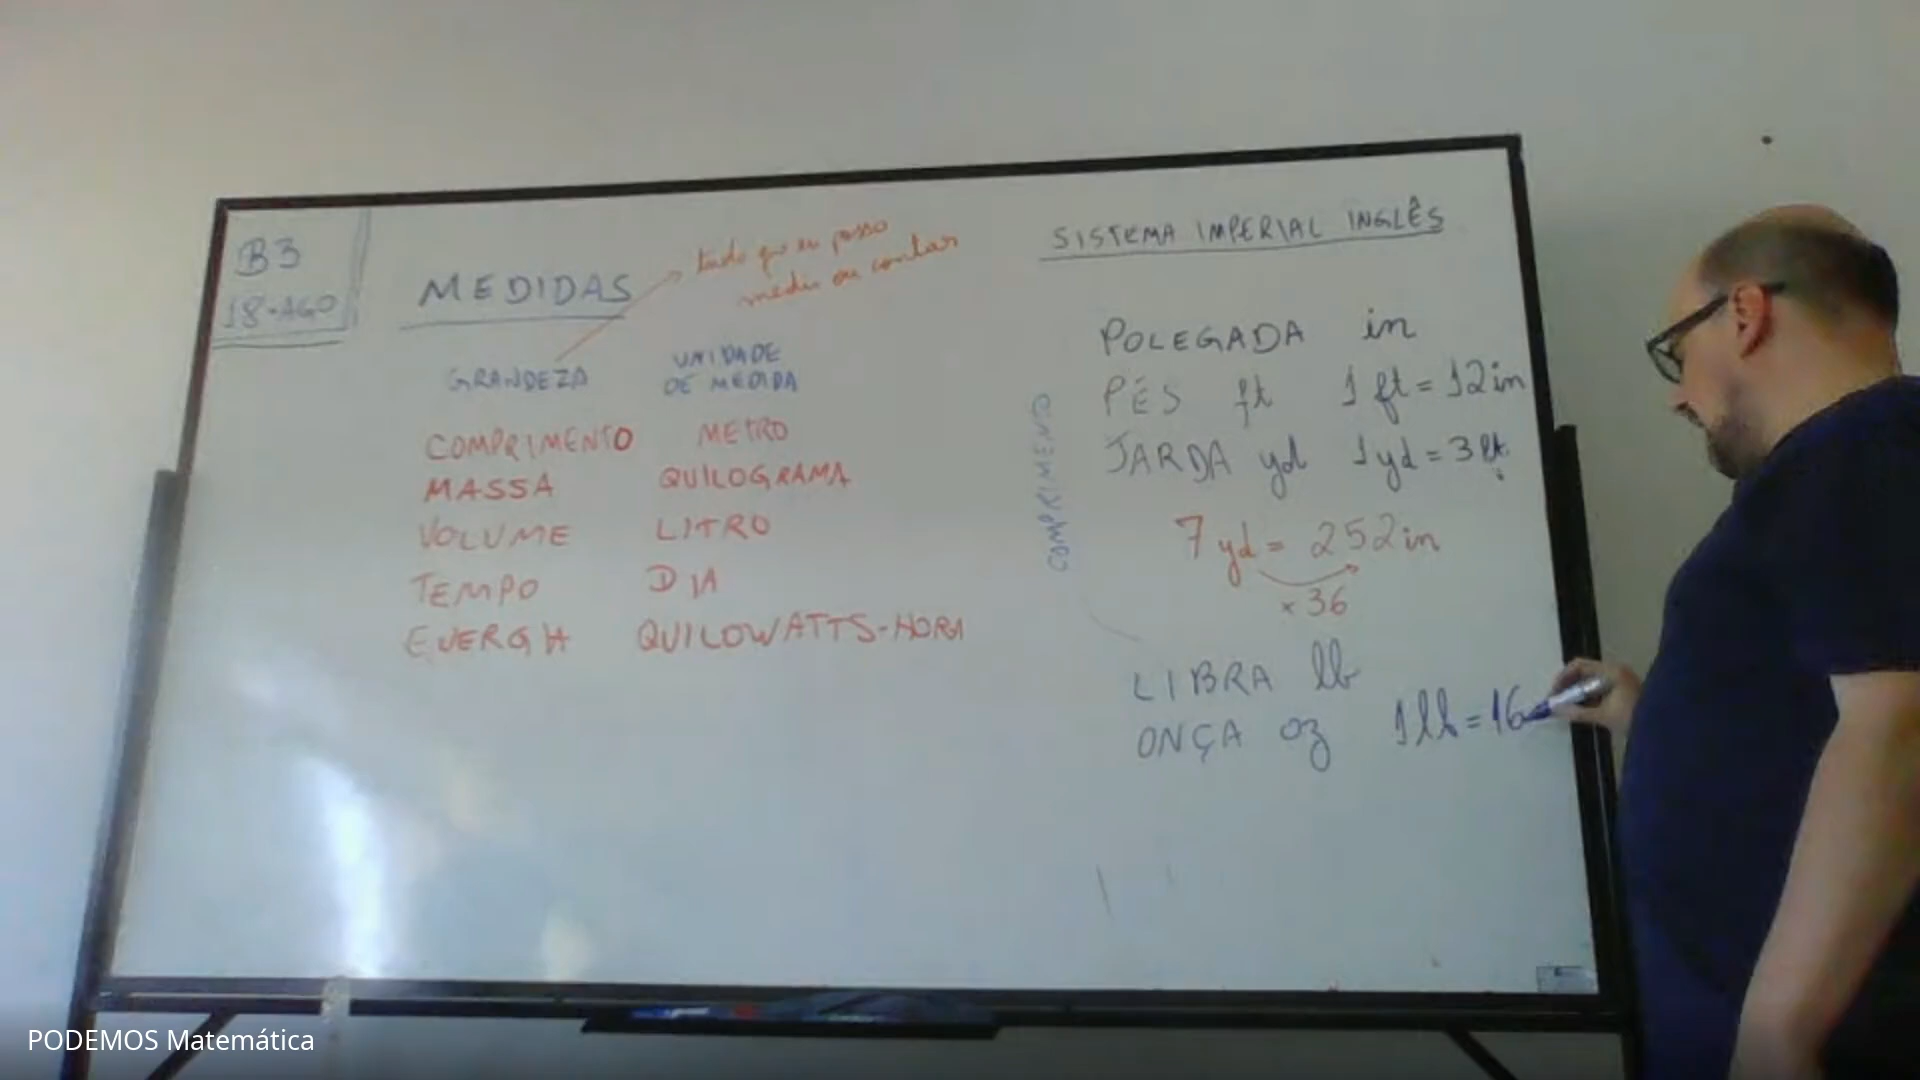 B3
18-AGO
MEDIDAS
tudo que eu posso
medir ou contar
GRANDEZA
UNIDADE
DE MEDIDA
COMPRIMENTO METRO
MASSA QUILOGRAMA
VOLUME LITRO
TEMPO DIA
ENERGIA QUILOWATTS-HORA
SISTEMA IMPERIAL INGLÊS
COMPRIMENTO
POLEGADA in
PÉS ft 1 ft = 12 in
JARDA yd 1 yd = 3 ft
7 yd = 252 in
× 36
LIBRA lb
ONÇA oz 1 lb = 16
PODEMOS Matemática